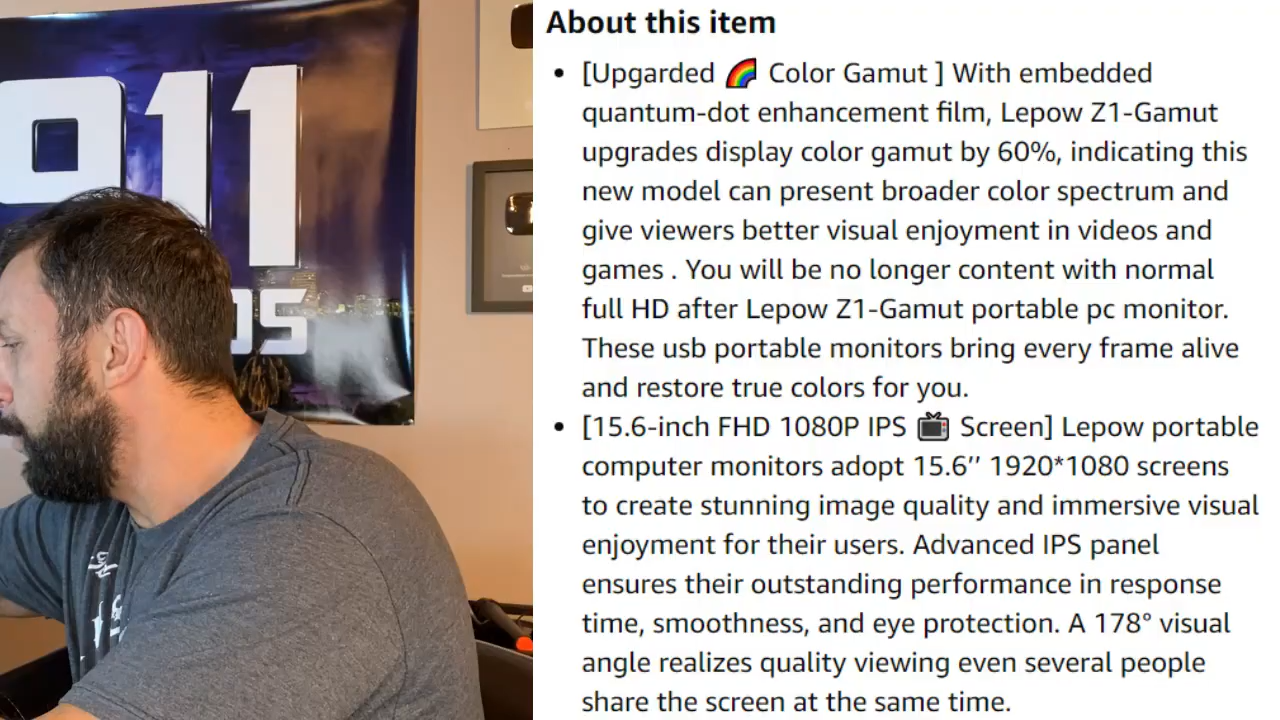 911
DS
About this item
• [Upgarded 🌈 Color Gamut ] With embedded
quantum-dot enhancement film, Lepow Z1-Gamut
upgrades display color gamut by 60%, indicating this
new model can present broader color spectrum and
give viewers better visual enjoyment in videos and
games . You will be no longer content with normal
full HD after Lepow Z1-Gamut portable pc monitor.
These usb portable monitors bring every frame alive
and restore true colors for you.
• [15.6-inch FHD 1080P IPS 📺 Screen] Lepow portable
computer monitors adopt 15.6’’ 1920*1080 screens
to create stunning image quality and immersive visual
enjoyment for their users. Advanced IPS panel
ensures their outstanding performance in response
time, smoothness, and eye protection. A 178° visual
angle realizes quality viewing even several people
share the screen at the same time.